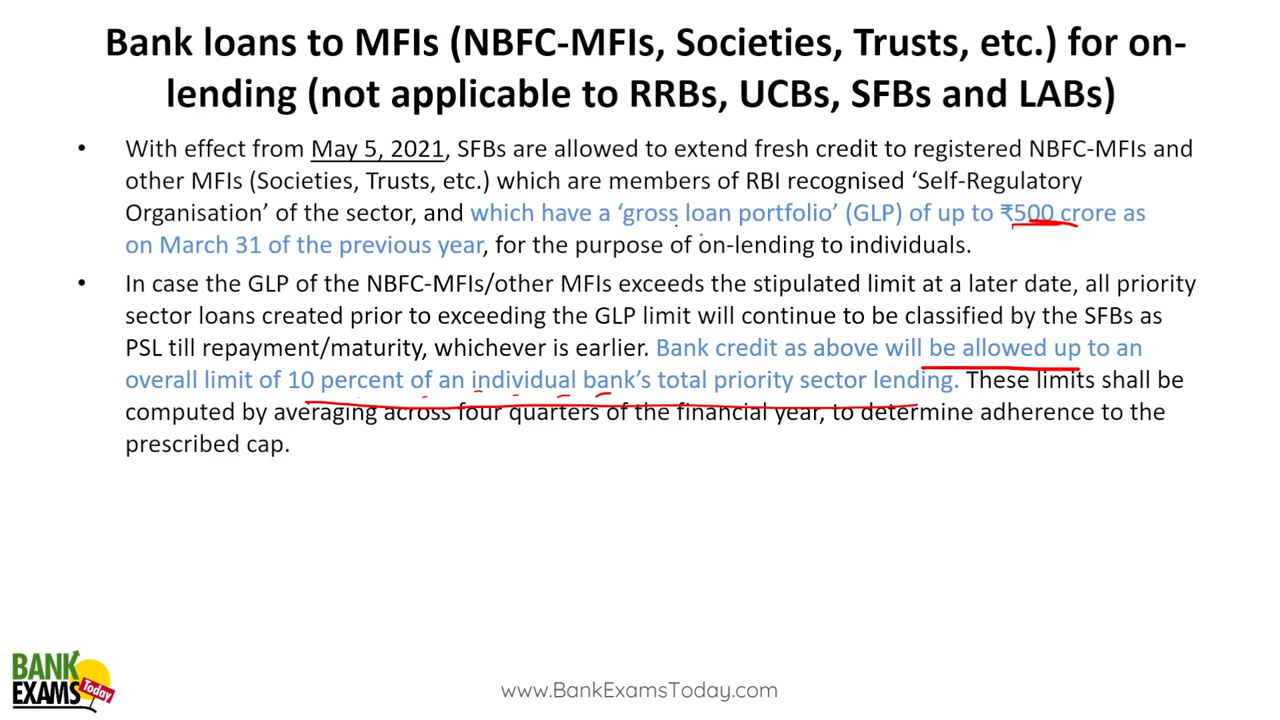 Bank loans to MFIs (NBFC-MFIs, Societies, Trusts, etc.) for on-
lending (not applicable to RRBs, UCBs, SFBs and LABs)
• With effect from May 5, 2021, SFBs are allowed to extend fresh credit to registered NBFC-MFIs and
other MFIs (Societies, Trusts, etc.) which are members of RBI recognised ‘Self-Regulatory
Organisation’ of the sector, and which have a ‘gross loan portfolio’ (GLP) of up to ₹500 crore as
on March 31 of the previous year, for the purpose of on-lending to individuals.
• In case the GLP of the NBFC-MFIs/other MFIs exceeds the stipulated limit at a later date, all priority
sector loans created prior to exceeding the GLP limit will continue to be classified by the SFBs as
PSL till repayment/maturity, whichever is earlier. Bank credit as above will be allowed up to an
overall limit of 10 percent of an individual bank’s total priority sector lending. These limits shall be
computed by averaging across four quarters of the financial year, to determine adherence to the
prescribed cap.
BANK
EXAMS
Today
www.BankExamsToday.com